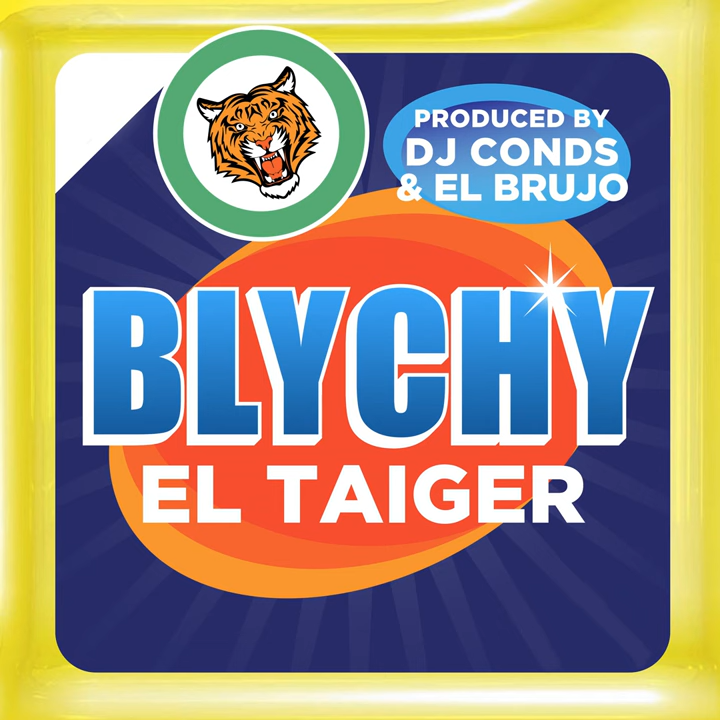 PRODUCED BY
DJ CONDS
& EL BRUJO
BLYCHY
EL TAIGER